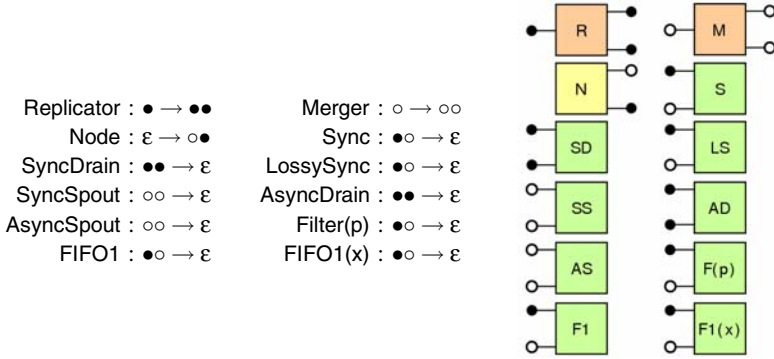 Replicator : ● → ●● Merger : ○ → ○○
Node : ε → ○● Sync : ●○ → ε
SyncDrain : ●● → ε LossySync : ●○ → ε
SyncSpout : ○○ → ε AsyncDrain : ●● → ε
AsyncSpout : ○○ → ε Filter(p) : ●○ → ε
FIFO1 : ●○ → ε FIFO1(x) : ●○ → ε
R M
N S
SD LS
SS AD
AS F(p)
F1 F1(x)